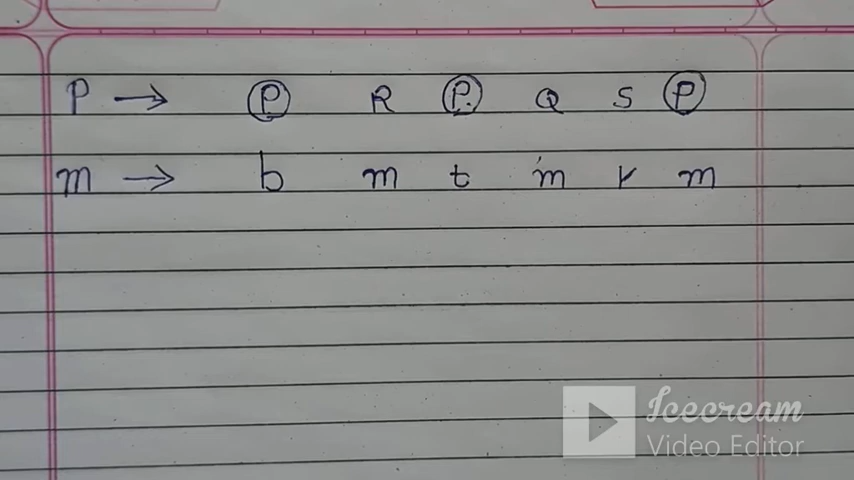 P → P R P Q S P
m → b m t m r m
Icecream
Video Editor